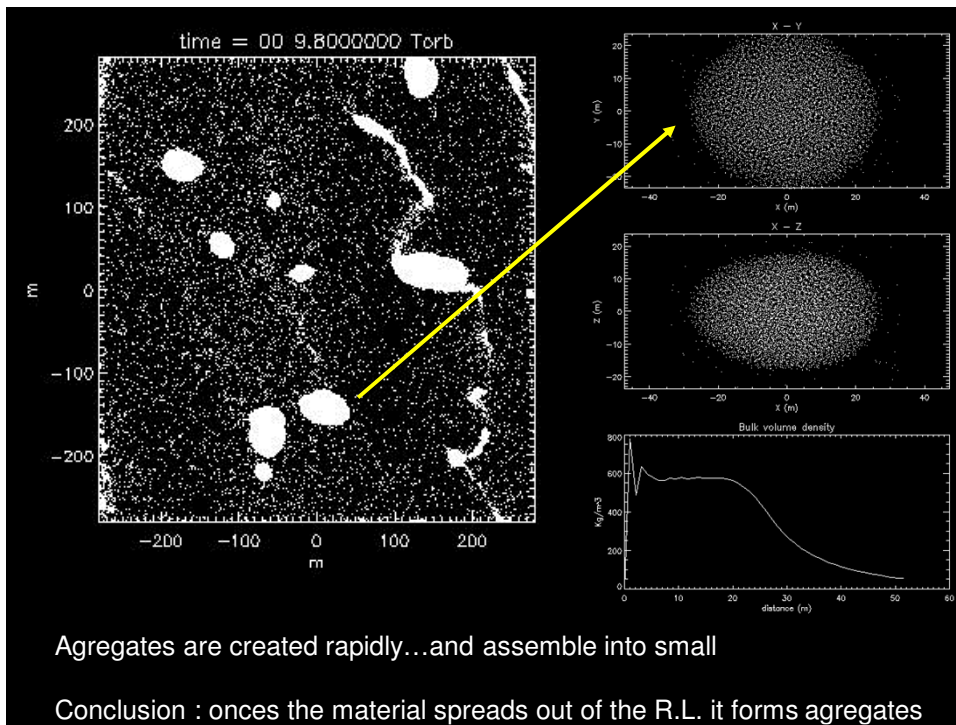 time = 00 9.8000000 Torb
200
100
0
−100
−200
m
−200 −100 0 100 200
m
X − Y
20
10
0
−10
Y (m)
−40 −20 0 20 40
X (m)
X − Z
20
10
0
−10
−20
Z (m)
−40 −20 0 20 40
X (m)
Bulk volume density
800
600
400
200
0
Kg/m3
0 10 20 30 40 50 60
distance (m)
Agregates are created rapidly…and assemble into small
Conclusion : onces the material spreads out of the R.L. it forms agregates